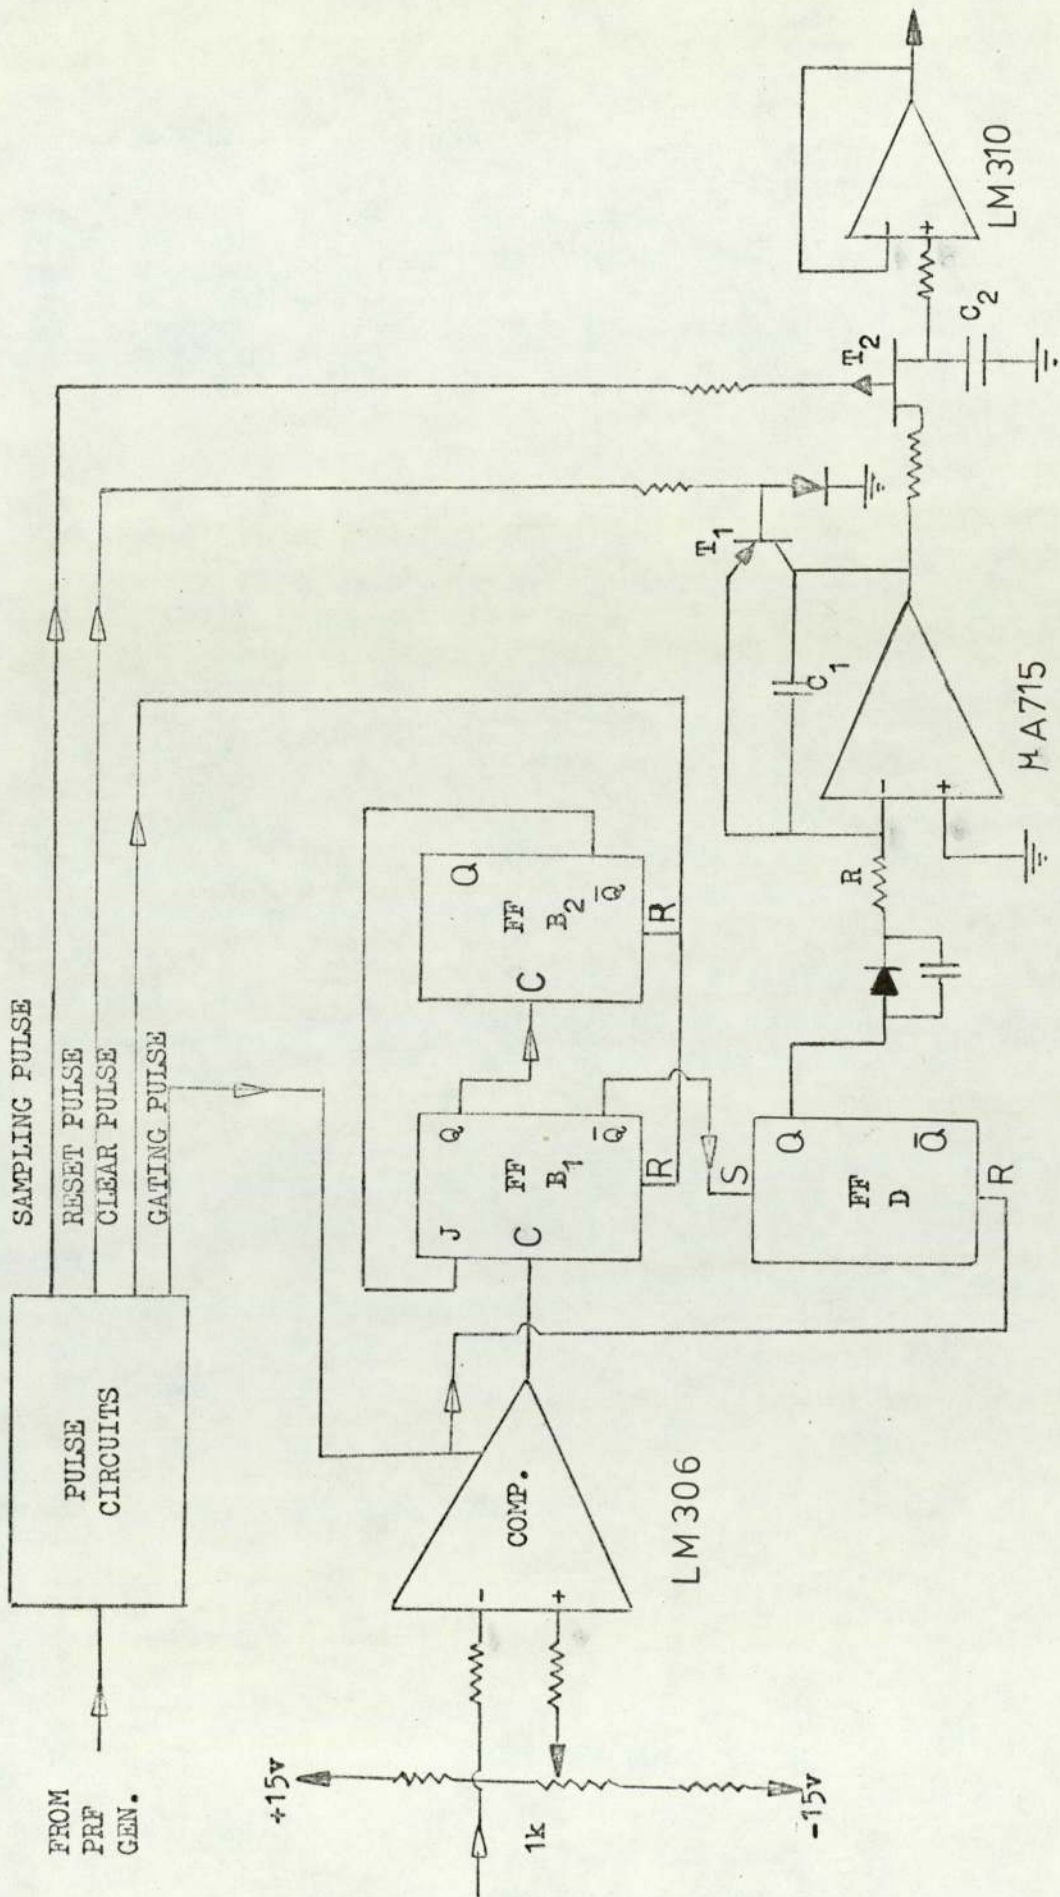 FROM
PRF
GEN.
PULSE
CIRCUITS
SAMPLING PULSE
RESET PULSE
CLEAR PULSE
GATING PULSE
+15v
1k
-15v
-
+
COMP.
LM306
J
Q
C
FF
B1
Q̅
R
Q
C
FF
B2
Q̅
R
S
Q
FF
D
Q̅
R
R
-
+
μA715
C1
T1
T2
C2
-
+
LM310